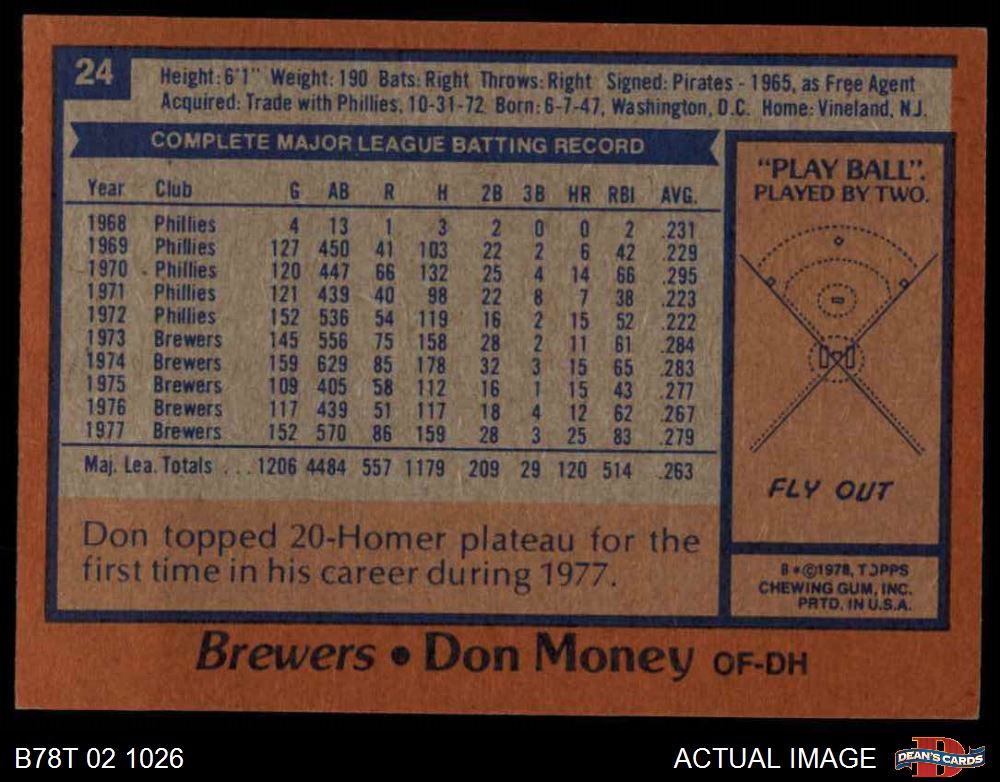 24
Height: 6'1" Weight: 190 Bats: Right Throws: Right Signed: Pirates - 1965, as Free Agent
Acquired: Trade with Phillies, 10-31-72 Born: 6-7-47, Washington, D.C. Home: Vineland, N.J.
COMPLETE MAJOR LEAGUE BATTING RECORD
Year Club G AB R H 2B 3B HR RBI AVG.
1968 Phillies 4 13 1 3 2 0 0 2 .231
1969 Phillies 127 450 41 103 22 2 6 42 .229
1970 Phillies 120 447 66 132 25 4 14 66 .295
1971 Phillies 121 439 40 98 22 8 7 38 .223
1972 Phillies 152 536 54 119 16 2 15 52 .222
1973 Brewers 145 556 75 158 28 2 11 61 .284
1974 Brewers 159 629 85 178 32 3 15 65 .283
1975 Brewers 109 405 58 112 16 1 15 43 .277
1976 Brewers 117 439 51 117 18 4 12 62 .267
1977 Brewers 152 570 86 159 28 3 25 83 .279
Maj. Lea. Totals ... 1206 4484 557 1179 209 29 120 514 .263
Don topped 20-Homer plateau for the
first time in his career during 1977.
"PLAY BALL".
PLAYED BY TWO.
FLY OUT
B*©1978, TOPPS
CHEWING GUM, INC.
PRTD. IN U.S.A.
Brewers • Don Money OF-DH
B78T 02 1026
ACTUAL IMAGE
DEAN'S CARDS